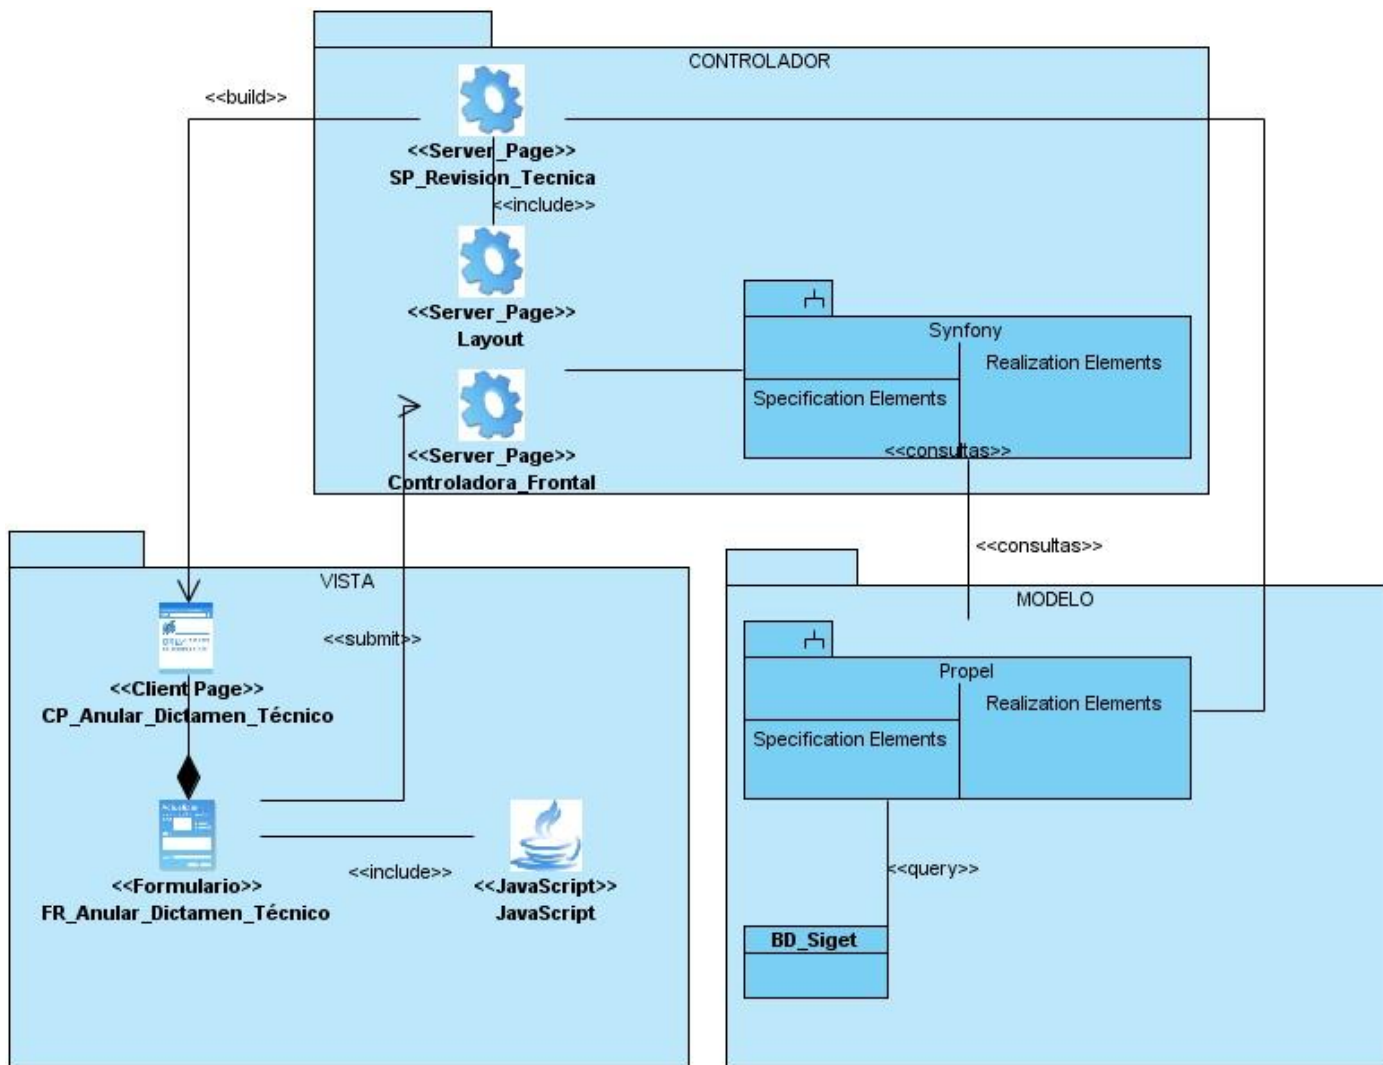 CONTROLADOR
<<build>>
<<Server_Page>>
SP_Revision_Tecnica
<<include>>
<<Server_Page>>
Layout
Synfony
Realization Elements
Specification Elements
<<consultas>>
<<Server_Page>>
Controladora_Frontal
<<consultas>>
VISTA
MODELO
<<submit>>
Propel
Realization Elements
Specification Elements
<<Client Page>>
CP_Anular_Dictamen_Técnico
<<include>>
<<Formulario>>
FR_Anular_Dictamen_Técnico
<<JavaScript>>
JavaScript
<<query>>
BD_Siget